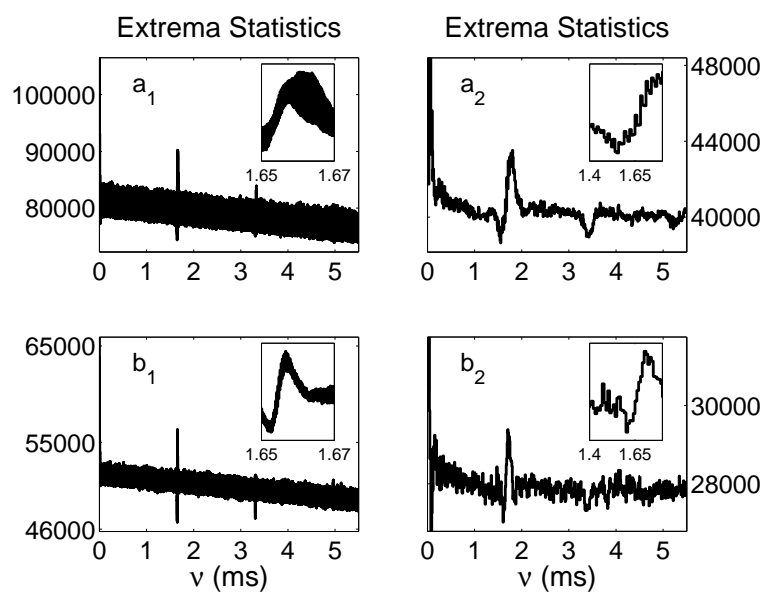 Extrema Statistics
Extrema Statistics
a1
100000
90000
80000
1.65 1.67
0 1 2 3 4 5
a2
48000
44000
40000
1.4 1.65
0 1 2 3 4 5
b1
65000
55000
46000
1.65 1.67
0 1 2 3 4 5
ν (ms)
b2
30000
28000
1.4 1.65
0 1 2 3 4 5
ν (ms)